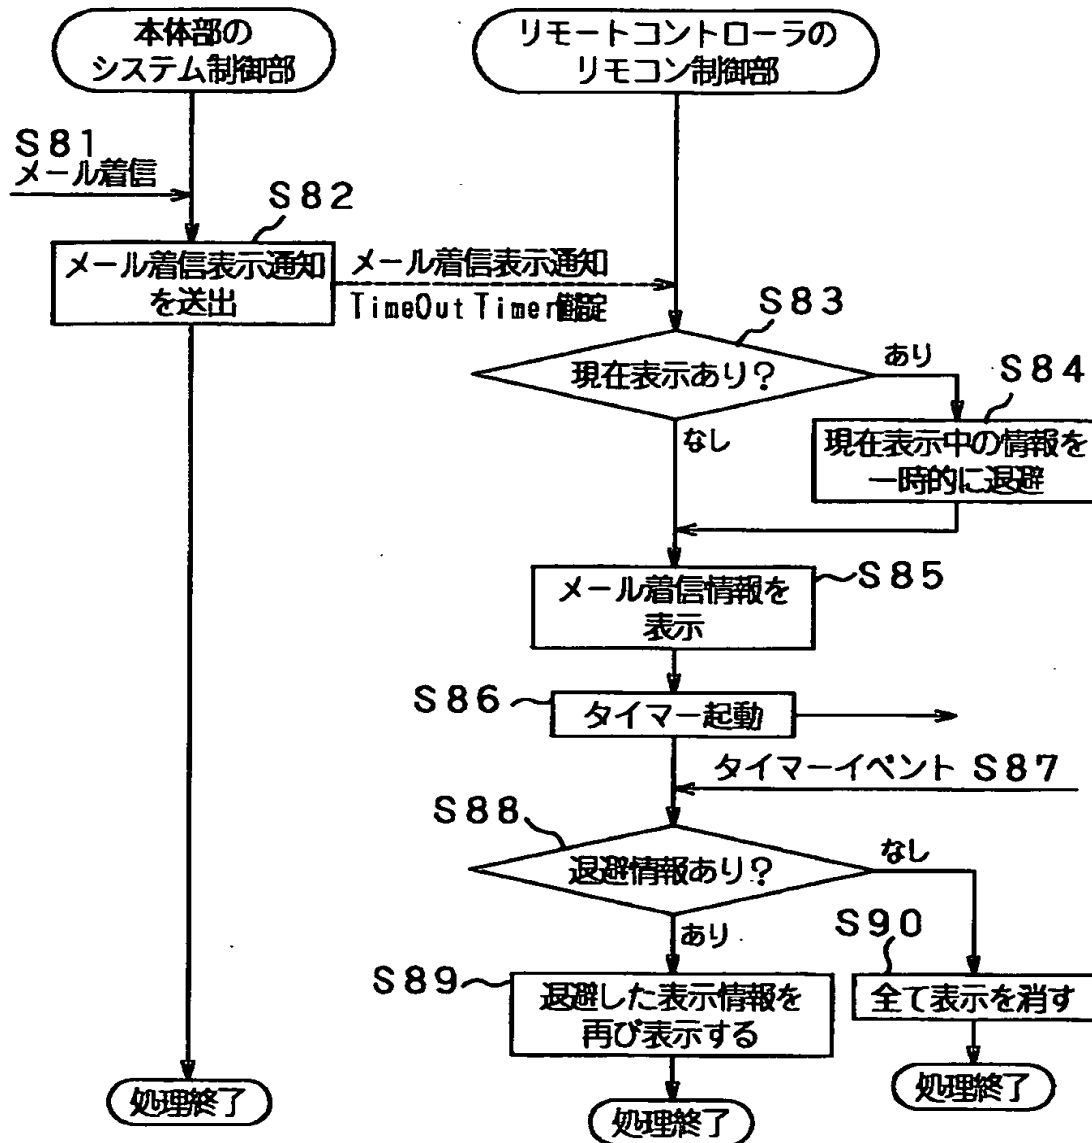 本体部の
システム制御部
リモートコントローラの
リモコン制御部
S81
メール着信
S82
メール着信表示通知
を送出
メール着信表示通知
TimeOut Timer
S83
現在表示あり?
あり
なし
S84
現在表示中の情報を
一時的に退避
S85
メール着信情報を
表示
S86
タイマー起動
タイマーイベント S87
S88
退避情報あり?
なし
あり
S89
退避した表示情報を
再び表示する
S90
全て表示を消す
処理終了
処理終了
処理終了